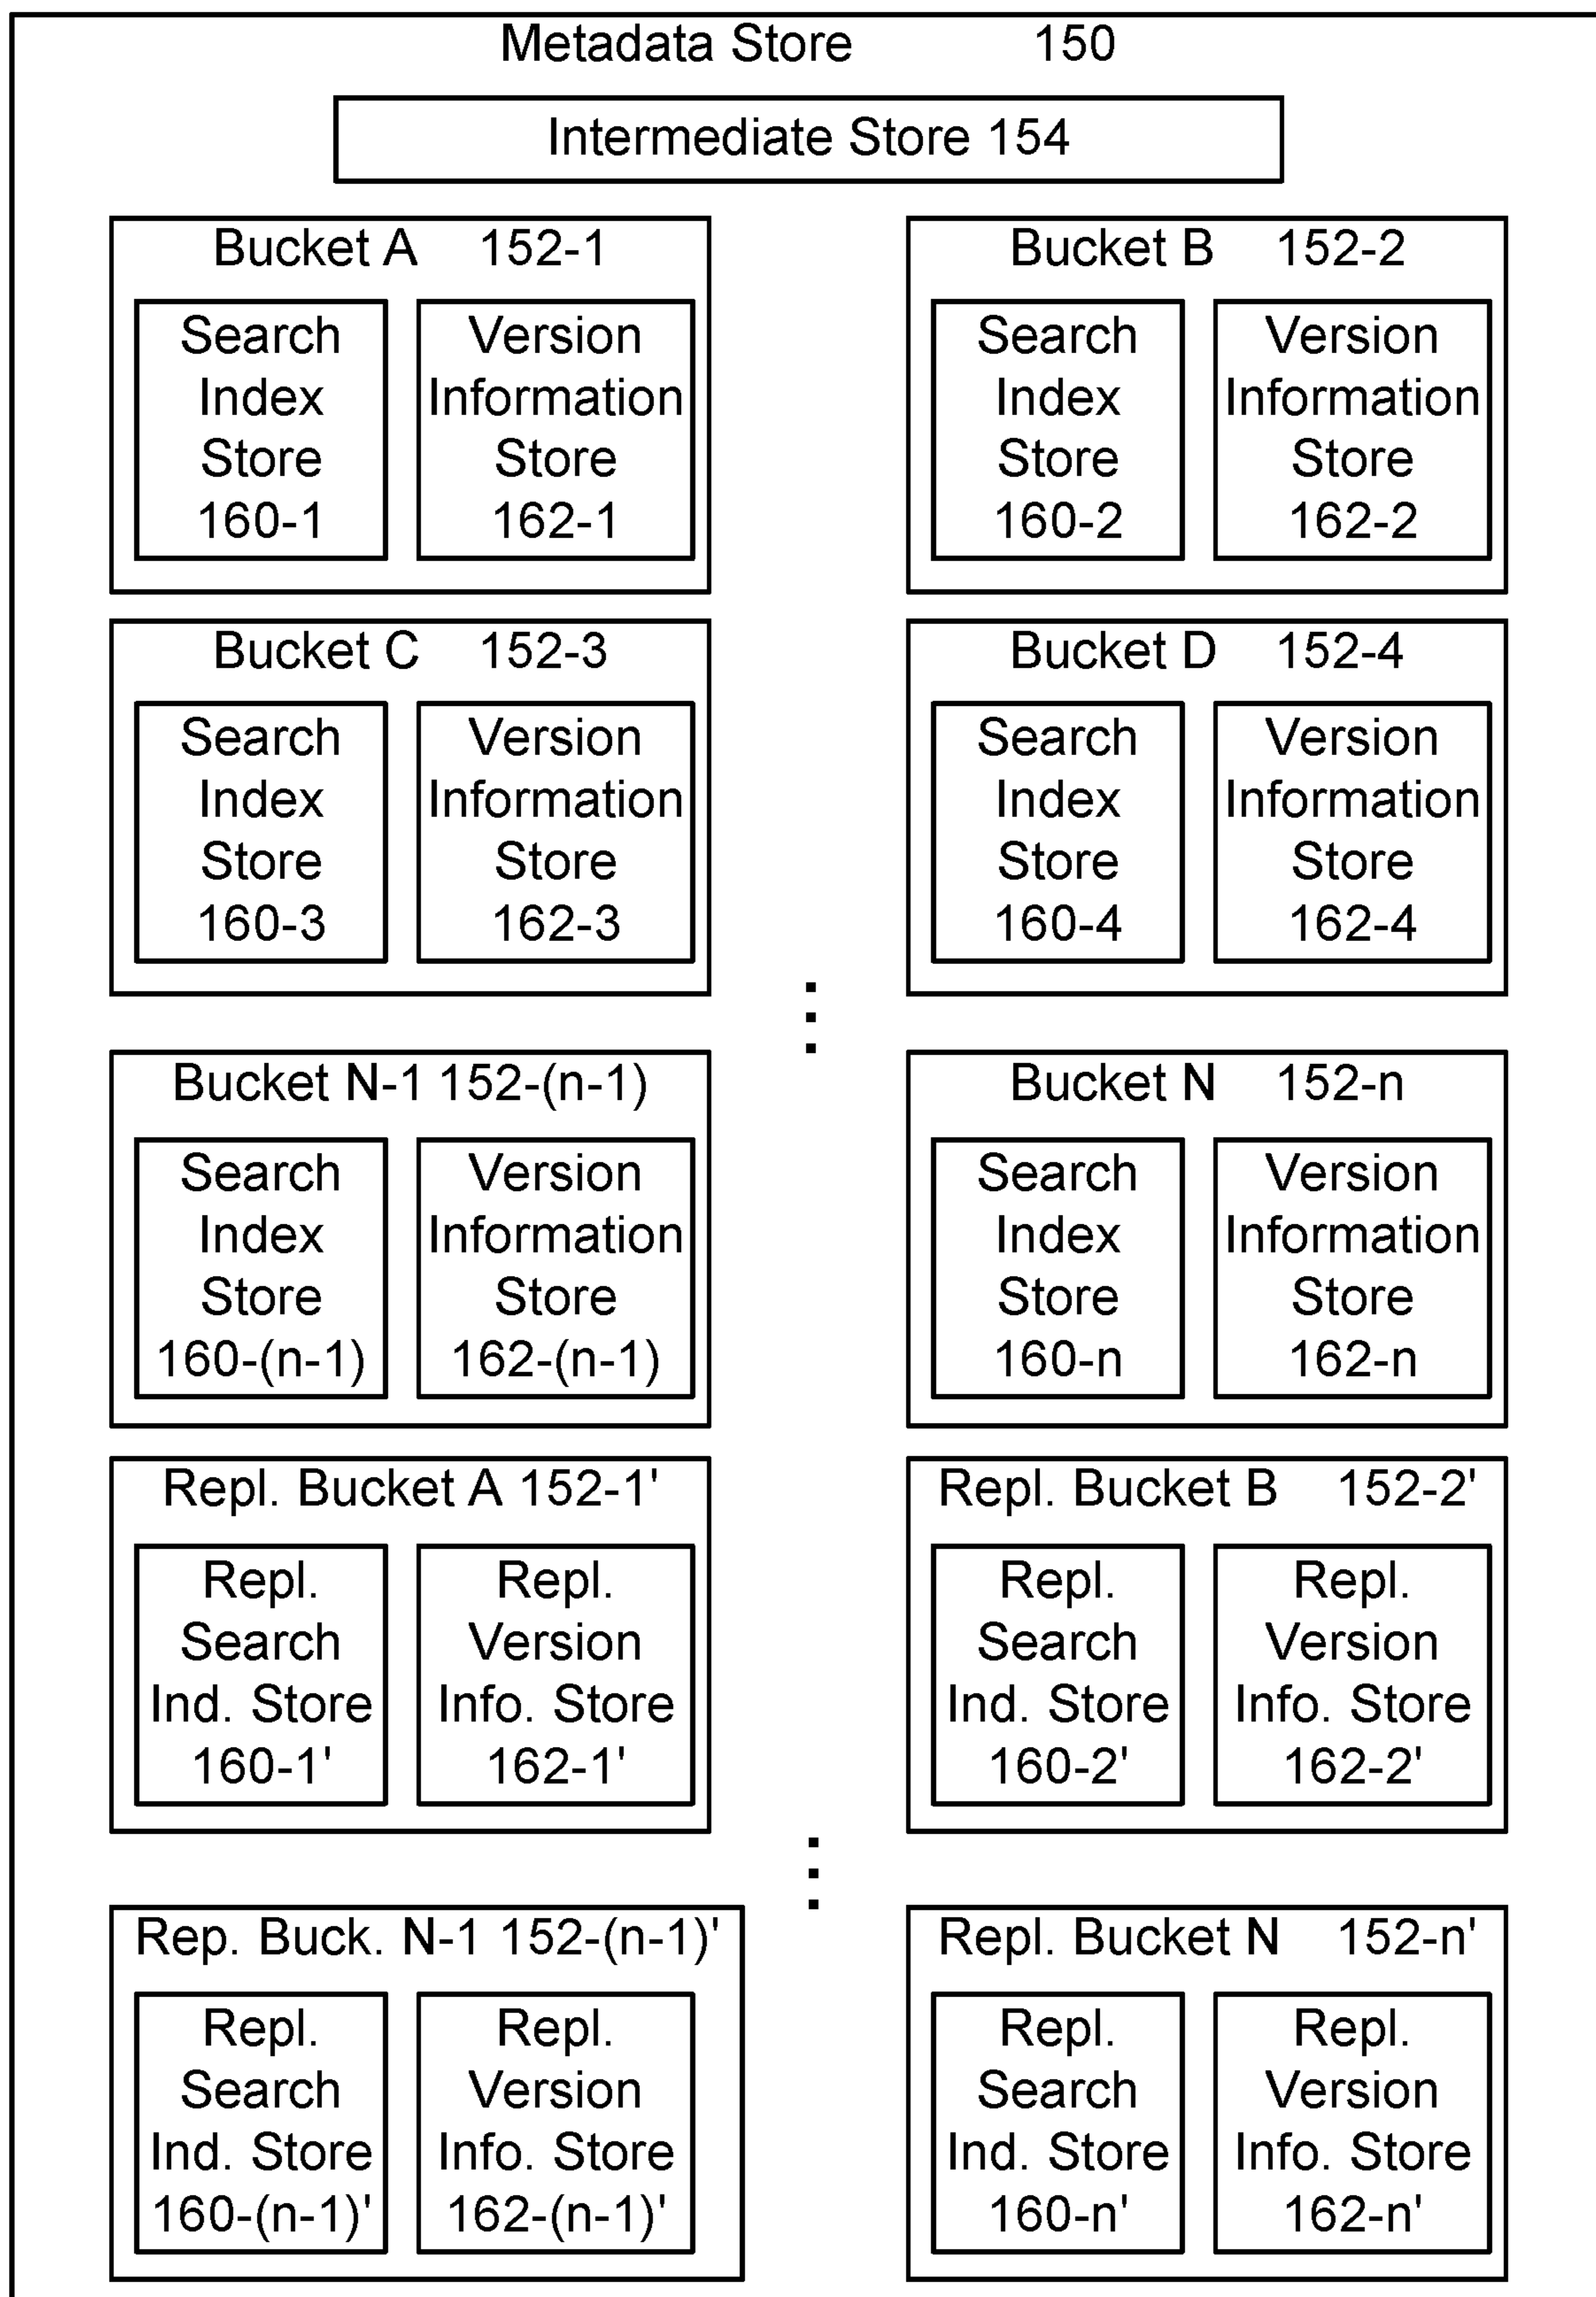 Metadata Store 150
Intermediate Store 154
Bucket A 152-1
Search
Index
Store
160-1
Version
Information
Store
162-1
Bucket B 152-2
Search
Index
Store
160-2
Version
Information
Store
162-2
Bucket C 152-3
Search
Index
Store
160-3
Version
Information
Store
162-3
Bucket D 152-4
Search
Index
Store
160-4
Version
Information
Store
162-4
Bucket N-1 152-(n-1)
Search
Index
Store
160-(n-1)
Version
Information
Store
162-(n-1)
Bucket N 152-n
Search
Index
Store
160-n
Version
Information
Store
162-n
Repl. Bucket A 152-1'
Repl.
Search
Ind. Store
160-1'
Repl.
Version
Info. Store
162-1'
Repl. Bucket B 152-2'
Repl.
Search
Ind. Store
160-2'
Repl.
Version
Info. Store
162-2'
Rep. Buck. N-1 152-(n-1)'
Repl.
Search
Ind. Store
160-(n-1)'
Repl.
Version
Info. Store
162-(n-1)'
Repl. Bucket N 152-n'
Repl.
Search
Ind. Store
160-n'
Repl.
Version
Info. Store
162-n'